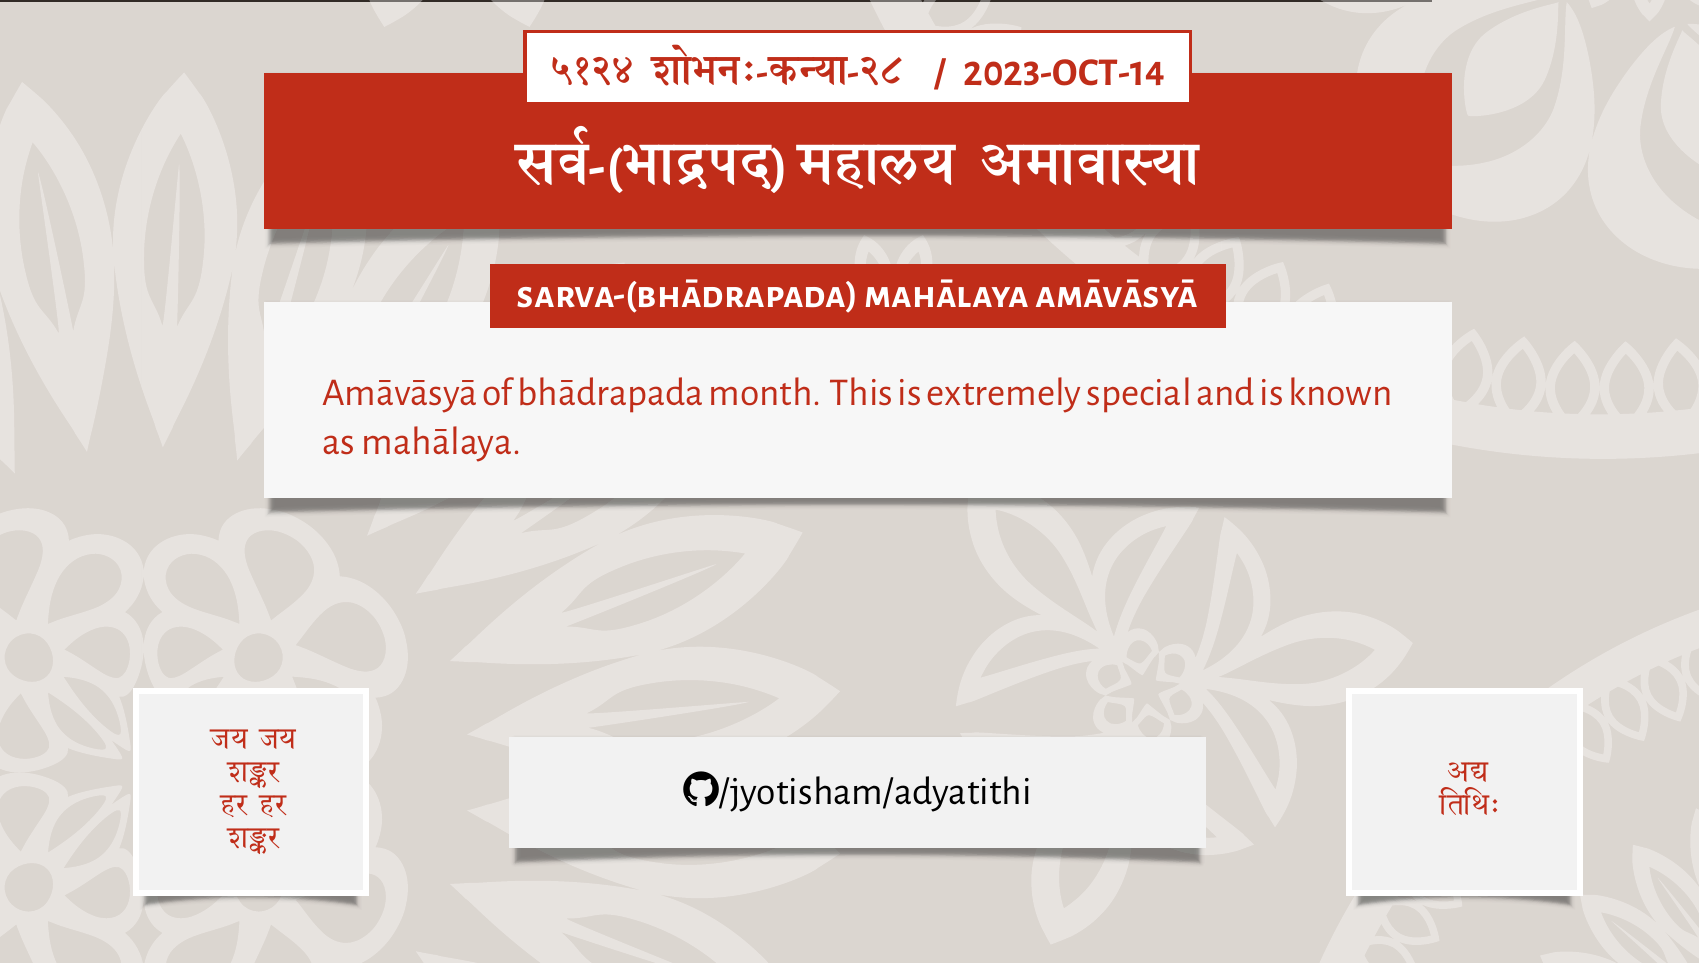 ५१२४ शोभनः-कन्या-२८ / 2023-OCT-14
सर्व-(भाद्रपद) महालय अमावास्या
SARVA-(BHĀDRAPADA) MAHĀLAYA AMĀVĀSYĀ
Amāvāsyā of bhādrapada month. This is extremely special and is known
as mahālaya.
जय जय
शङ्कर
हर हर
शङ्कर
/jyotisham/adyatithi
अद्य
तिथिः